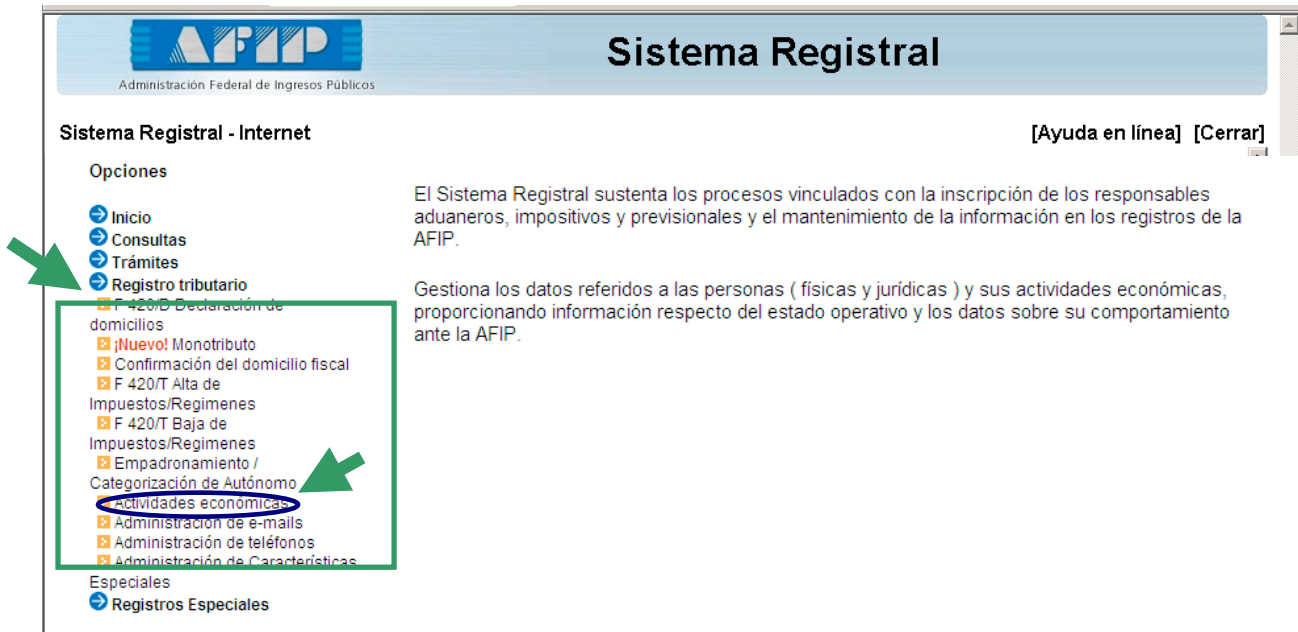 AFIP
Administración Federal de Ingresos Públicos
Sistema Registral
Sistema Registral - Internet
[Ayuda en línea] [Cerrar]
Opciones
Inicio
Consultas
Trámites
Registro tributario
F 420/D Declaración de
domicilios
¡Nuevo! Monotributo
Confirmación del domicilio fiscal
F 420/T Alta de
Impuestos/Regimenes
F 420/T Baja de
Impuestos/Regimenes
Empadronamiento /
Categorización de Autónomo
Actividades económicas
Administración de e-mails
Administración de teléfonos
Administración de Características
Especiales
Registros Especiales
El Sistema Registral sustenta los procesos vinculados con la inscripción de los responsables
aduaneros, impositivos y previsionales y el mantenimiento de la información en los registros de la
AFIP.
Gestiona los datos referidos a las personas ( físicas y jurídicas ) y sus actividades económicas,
proporcionando información respecto del estado operativo y los datos sobre su comportamiento
ante la AFIP.